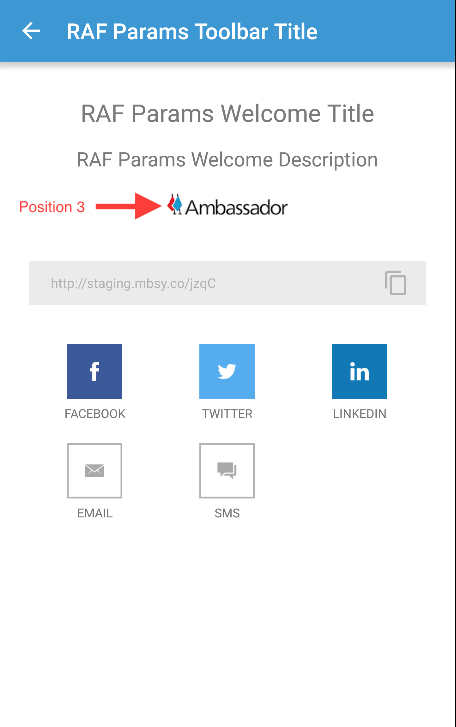 RAF Params Toolbar Title
RAF Params Welcome Title
RAF Params Welcome Description
Position 3
Ambassador
http://staging.mbsy.co/jzqC
FACEBOOK
TWITTER
LINKEDIN
EMAIL
SMS